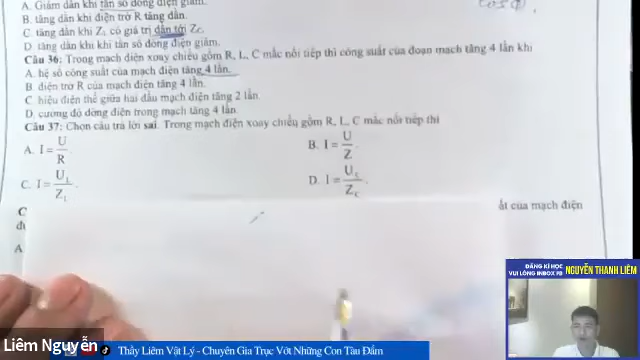 A. Giảm dần khi tần số dòng điện giảm.
B. tăng dần khi điện trở R tăng dần.
C. tăng dần khi Z_L có giá trị dần tới Z_C
D. tăng dần khi khi tần số dòng điện giảm.
Câu 36: Trong mạch điện xoay chiều gồm R, L, C mắc nối tiếp thì công suất của đoạn mạch tăng 4 lần khi
A. hệ số công suất của mạch điện tăng 4 lần.
B. điện trở R của mạch điện tăng 4 lần.
C. hiệu điện thế giữa hai đầu mạch điện tăng 2 lần.
D. cường độ dòng điện trong mạch tăng 4 lần
Câu 37: Chọn câu trả lời sai. Trong mạch điện xoay chiều gồm R, L, C mắc nối tiếp thì
A. I = U/R. B. I = U/Z.
C. I = U_L/Z_L. D. I = U_C/Z_C.
ất của mạch điện
A
ĐĂNG KÍ HỌC
VUI LÒNG INBOX FB NGUYỄN THANH LIÊM
Liêm Nguyễn
Thầy Liêm Vật Lý - Chuyên Gia Trục Vớt Những Con Tàu Đắm